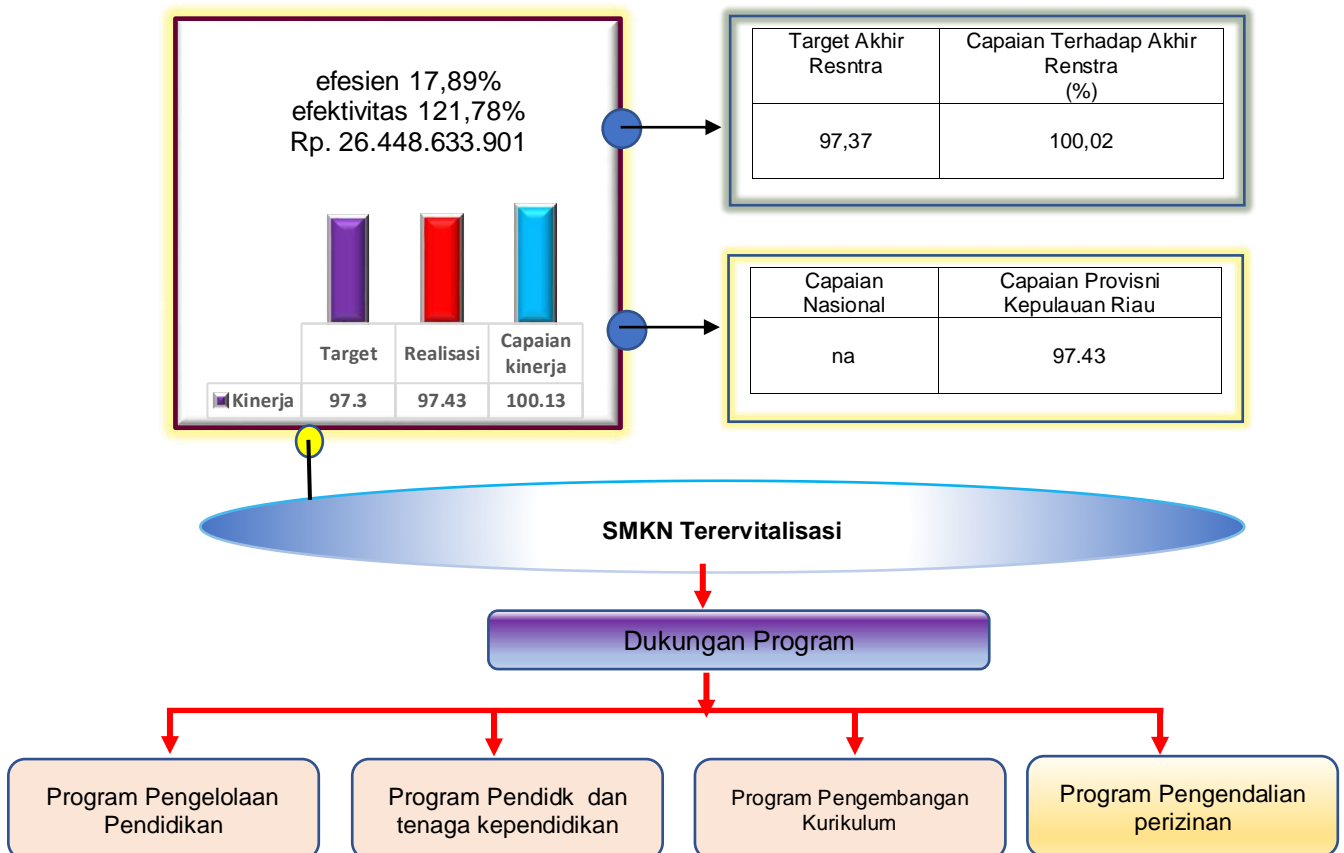 efesien 17,89%
efektivitas 121,78%
Rp. 26.448.633.901
Target Realisasi Capaian
kinerja
Kinerja 97.3 97.43 100.13
Target Akhir Capaian Terhadap Akhir
Resntra Renstra
(%)
97,37 100,02
Capaian Capaian Provisni
Nasional Kepulauan Riau
na 97.43
SMKN Terervitalisasi
Dukungan Program
Program Pengelolaan
Pendidikan
Program Pendidk dan
tenaga kependidikan
Program Pengembangan
Kurikulum
Program Pengendalian
perizinan